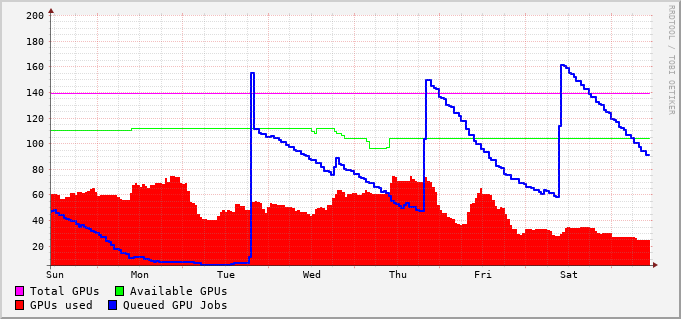 200
180
160
140
120
100
80
60
40
20
Sun Mon Tue Wed Thu Fri Sat
Total GPUs Available GPUs
GPUs used Queued GPU Jobs
RRDTOOL / TOBI OETIKER